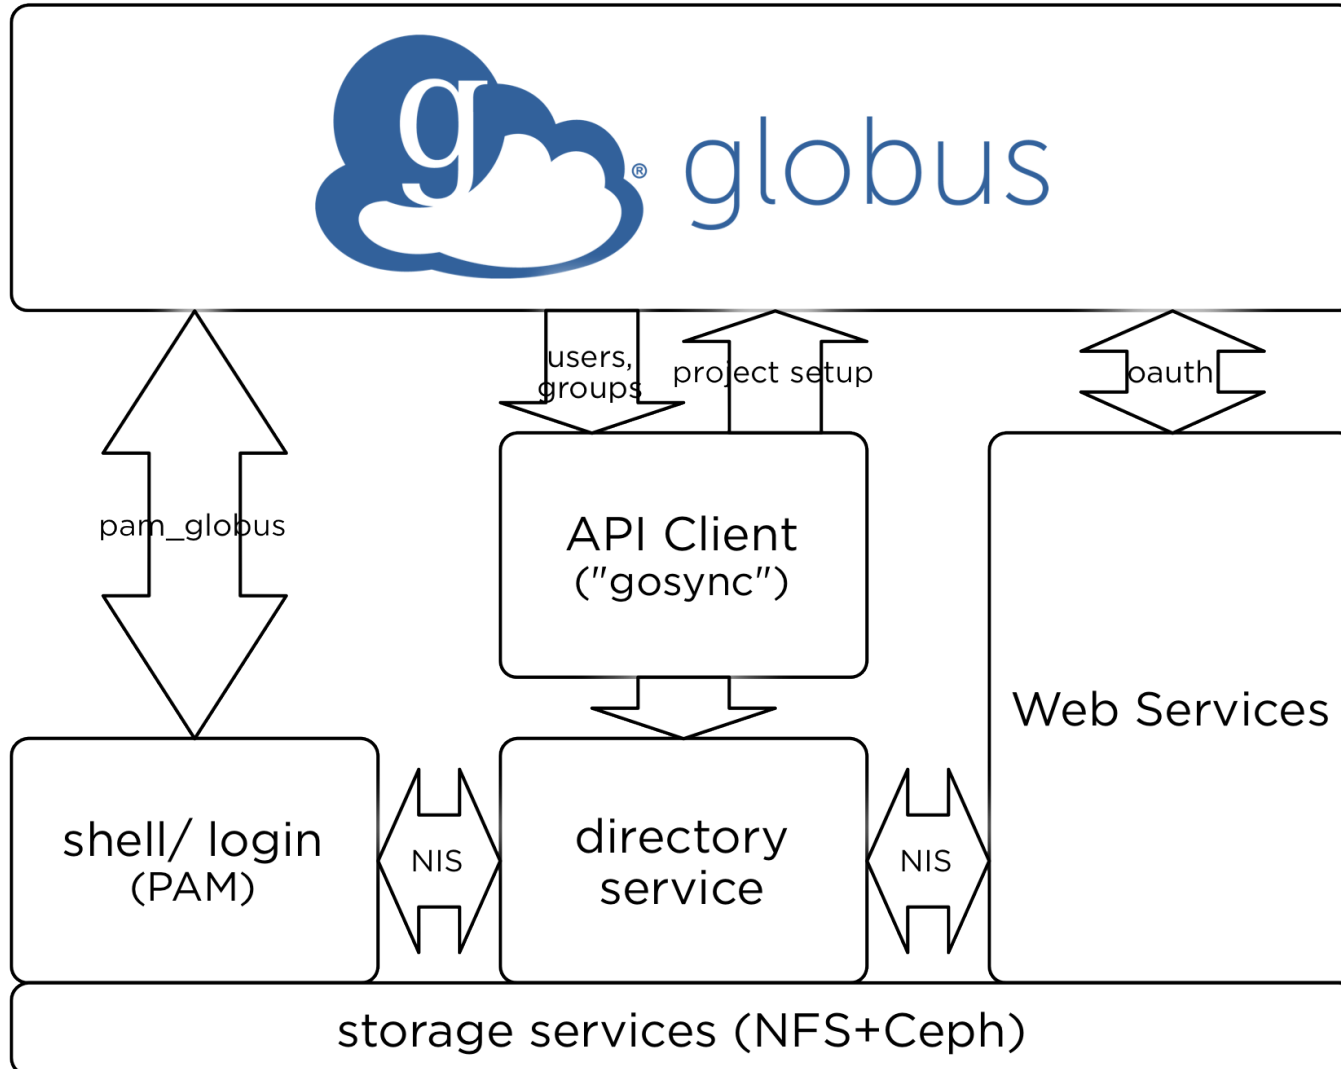 g
® globus
users,
groups
project setup
oauth
pam_globus
API Client
("gosync")
Web Services
shell/ login
(PAM)
NIS
directory
service
NIS
storage services (NFS+Ceph)